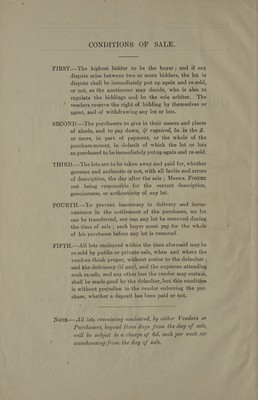 CONDITIONS OF SALE.
FIRST.—The highest bidder to be the buyer; and if any
dispute arise between two or more bidders, the lot in
dispute shall be immediately put up again and re-sold,
or not, as the auctioneer may decide, who is also to
regulate the biddings and be the sole arbiter. The
vendors reserve the right of bidding by themselves or
agent, and of withdrawing any lot or lots.
SECOND.—The purchasers to give in their names and places
of abode, and to pay down, if required, 5s. in the £,
or more, in part of payment, or the whole of the
purchase-money, in default of which the lot or lots
so purchased to be immediately put up again and re-sold.
THIRD.—The lots are to be taken away and paid for, whether
genuine and authentic or not, with all faults and errors
of description, the day after the sale; Messrs. FOSTER
not being responsible for the correct description,
genuineness, or authenticity of any lot.
FOURTH.—To prevent inaccuracy in delivery and incon-
venience in the settlement of the purchases, no lot
can be transferred, nor can any lot be removed during
the time of sale; each buyer must pay for the whole
of his purchases before any lot is removed.
FIFTH.—All lots uncleared within the time aforesaid may be
re-sold by public or private sale, when and where the
vendors think proper, without notice to the defaulter;
and the deficiency (if any), and the expenses attending
such re-sale, and any other loss the vendor may sustain,
shall be made good by the defaulter, but this condition
is without prejudice to the vendor enforcing the pur-
chase, whether a deposit has been paid or not.
NOTE.—All lots remaining uncleared, by either Vendors or
Purchasers, beyond three days from the day of sale,
will be subject to a charge of 6d. each per week for
warehousing from the day of sale.